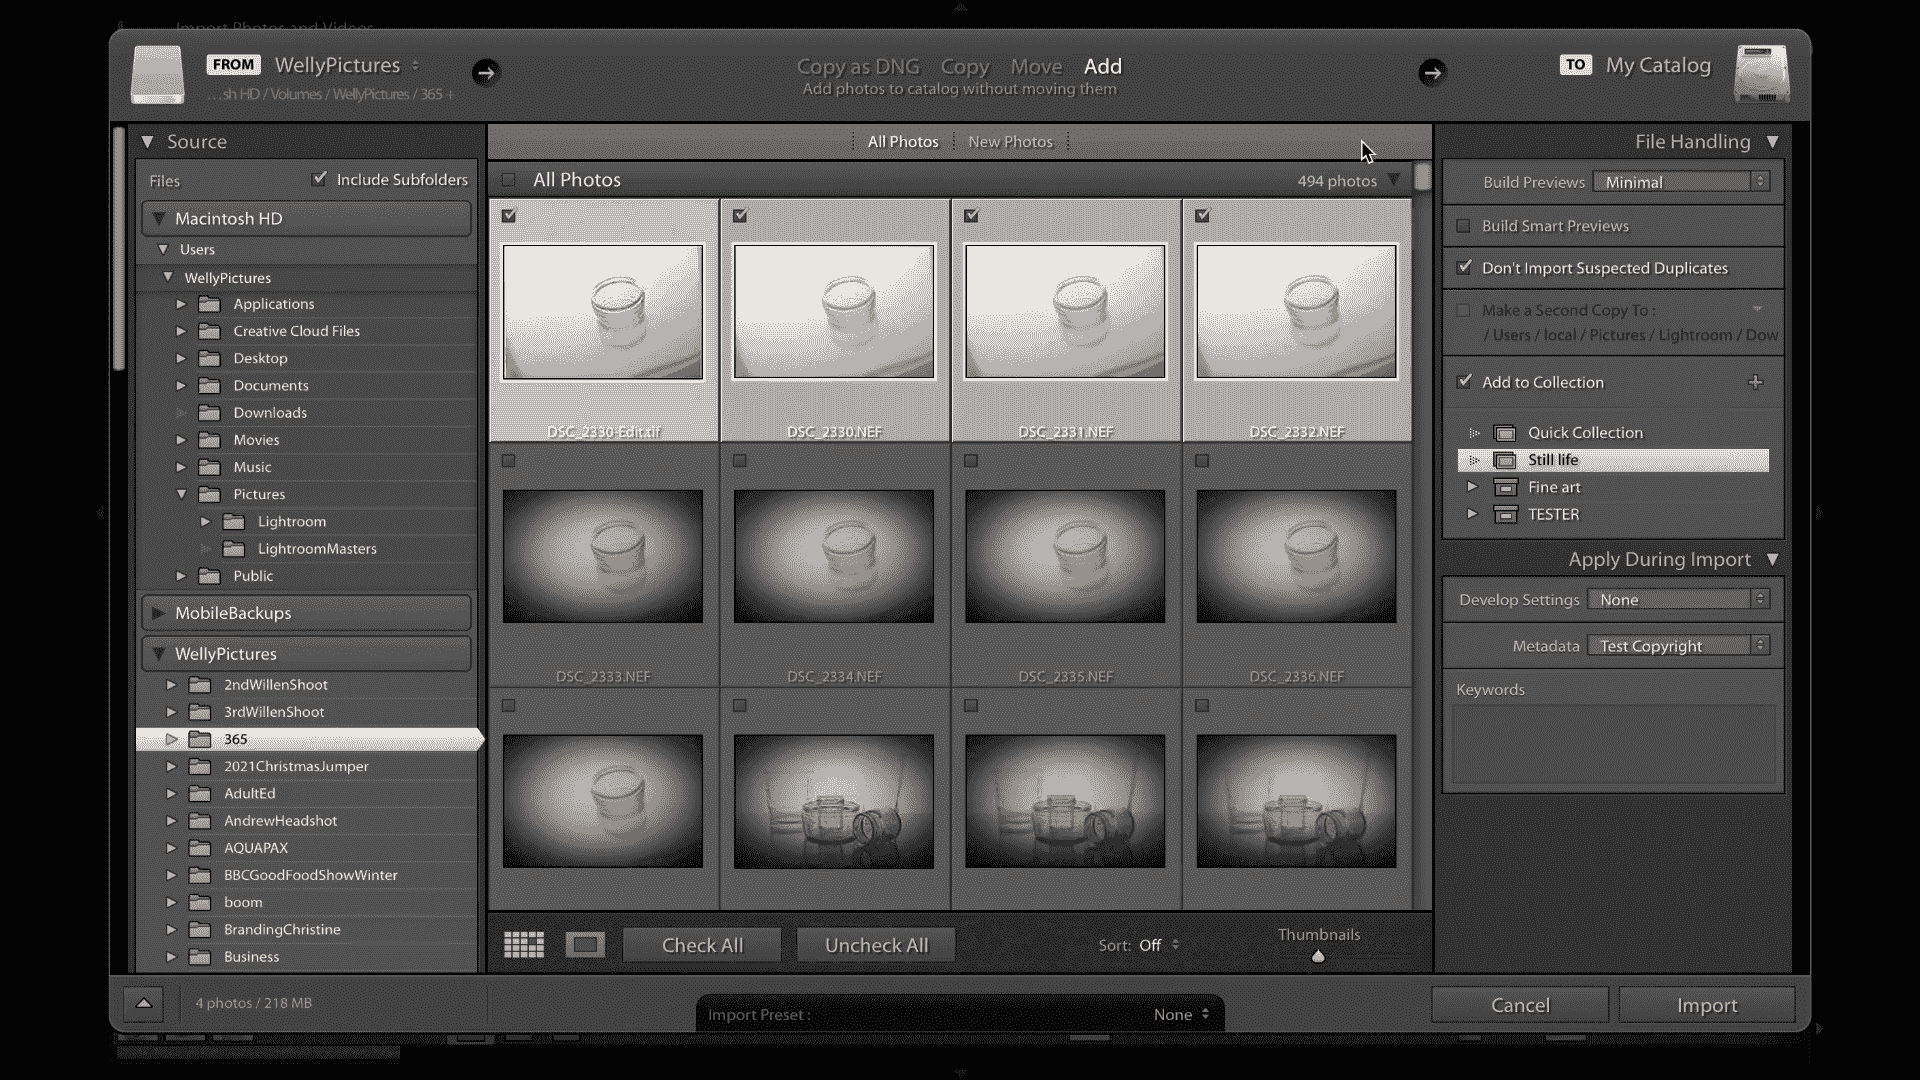 Import Photos and Videos
FROM WellyPictures
…sh HD / Volumes / WellyPictures / 365 +
Copy as DNG Copy Move Add
Add photos to catalog without moving them
TO My Catalog
Source
Files Include Subfolders
Macintosh HD
Users
WellyPictures
Applications
Creative Cloud Files
Desktop
Documents
Downloads
Movies
Music
Pictures
Lightroom
LightroomMasters
Public
MobileBackups
WellyPictures
2ndWillenShoot
3rdWillenShoot
365
2021ChristmasJumper
AdultEd
AndrewHeadshot
AQUAPAX
BBCGoodFoodShowWinter
boom
BrandingChristine
Business
All Photos New Photos
All Photos 494 photos
DSC_2330-Edit.tif DSC_2330.NEF DSC_2331.NEF DSC_2332.NEF
DSC_2333.NEF DSC_2334.NEF DSC_2335.NEF DSC_2336.NEF
Check All Uncheck All Sort: Off Thumbnails
File Handling
Build Previews Minimal
Build Smart Previews
Don't Import Suspected Duplicates
Make a Second Copy To :
/ Users / local / Pictures / Lightroom / Dow
Add to Collection
Quick Collection
Still life
Fine art
TESTER
Apply During Import
Develop Settings None
Metadata Test Copyright
Keywords
4 photos / 218 MB
Import Preset : None
Cancel Import